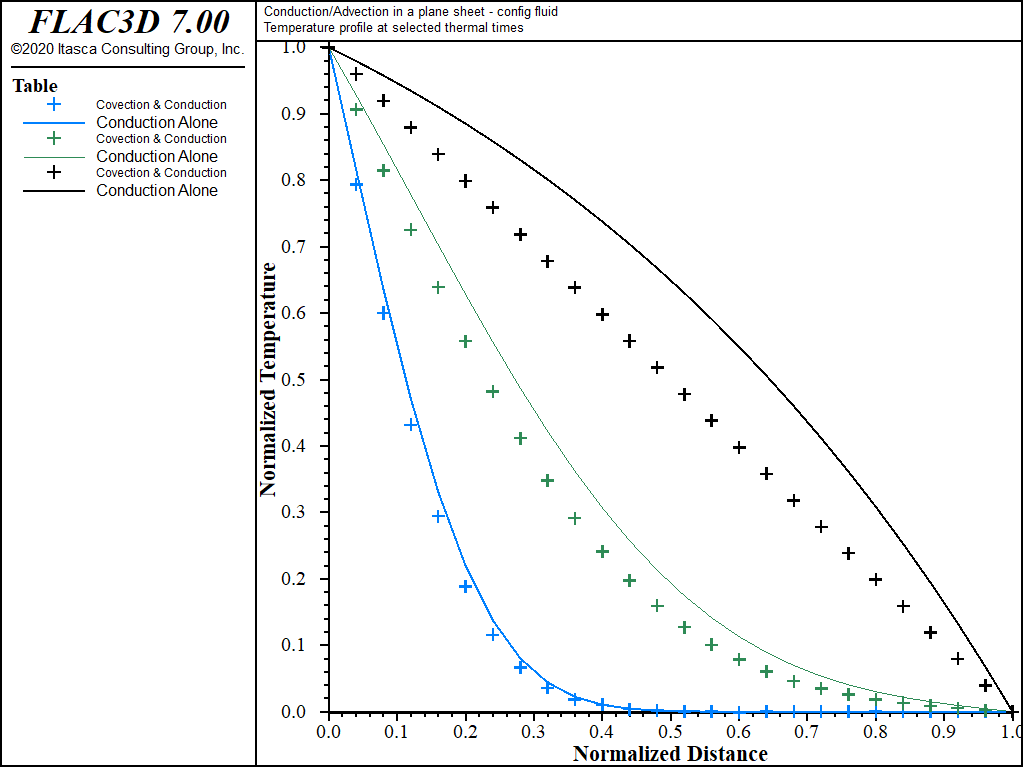 FLAC3D 7.00
©2020 Itasca Consulting Group, Inc.
Table
Covection & Conduction
Conduction Alone
Covection & Conduction
Conduction Alone
Covection & Conduction
Conduction Alone
Conduction/Advection in a plane sheet - config fluid
Temperature profile at selected thermal times
1.0
0.9
0.8
0.7
0.6
0.5
0.4
0.3
0.2
0.1
0.0
Normalized Temperature
0.0 0.1 0.2 0.3 0.4 0.5 0.6 0.7 0.8 0.9 1.0
Normalized Distance